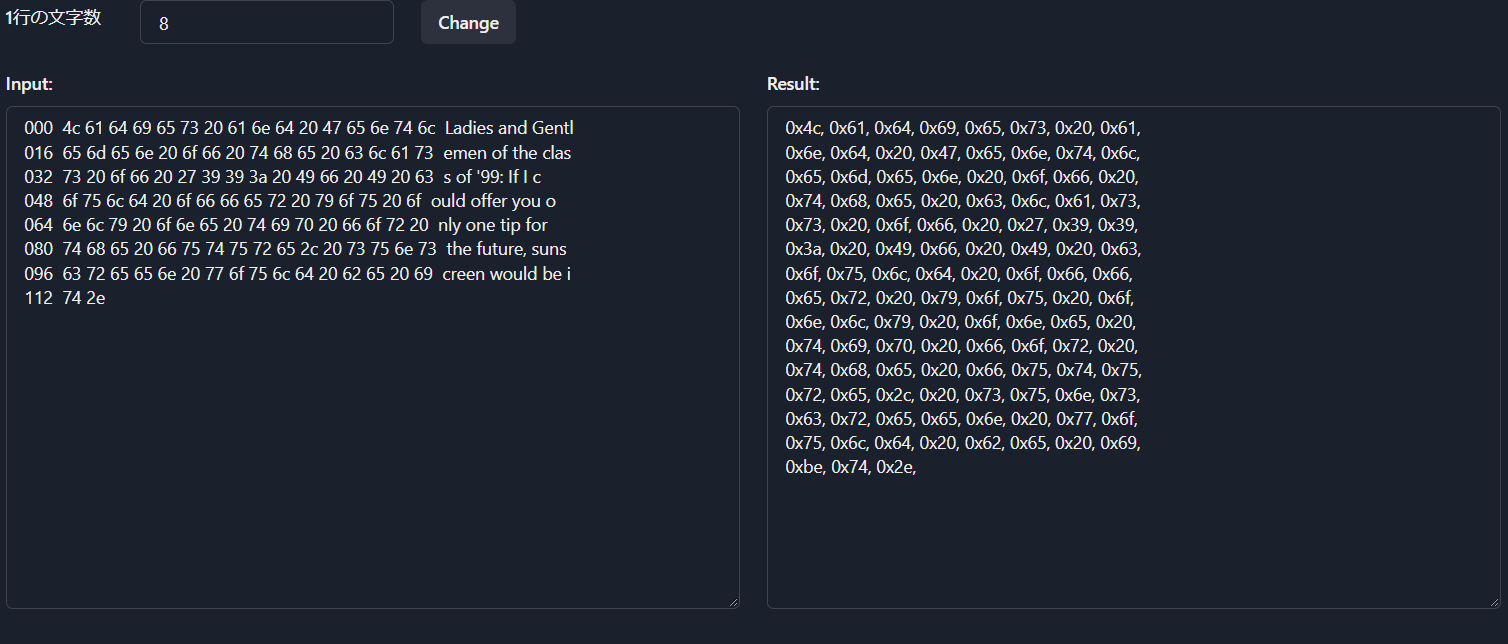 1行の文字数
8
Change
Input:
000 4c 61 64 69 65 73 20 61 6e 64 20 47 65 6e 74 6c Ladies and Gentl
016 65 6d 65 6e 20 6f 66 20 74 68 65 20 63 6c 61 73 emen of the clas
032 73 20 6f 66 20 27 39 39 3a 20 49 66 20 49 20 63 s of '99: If I c
048 6f 75 6c 64 20 6f 66 66 65 72 20 79 6f 75 20 6f ould offer you o
064 6e 6c 79 20 6f 6e 65 20 74 69 70 20 66 6f 72 20 nly one tip for
080 74 68 65 20 66 75 74 75 72 65 2c 20 73 75 6e 73 the future, suns
096 63 72 65 65 6e 20 77 6f 75 6c 64 20 62 65 20 69 creen would be i
112 74 2e
Result:
0x4c, 0x61, 0x64, 0x69, 0x65, 0x73, 0x20, 0x61,
0x6e, 0x64, 0x20, 0x47, 0x65, 0x6e, 0x74, 0x6c,
0x65, 0x6d, 0x65, 0x6e, 0x20, 0x6f, 0x66, 0x20,
0x74, 0x68, 0x65, 0x20, 0x63, 0x6c, 0x61, 0x73,
0x73, 0x20, 0x6f, 0x66, 0x20, 0x27, 0x39, 0x39,
0x3a, 0x20, 0x49, 0x66, 0x20, 0x49, 0x20, 0x63,
0x6f, 0x75, 0x6c, 0x64, 0x20, 0x6f, 0x66, 0x66,
0x65, 0x72, 0x20, 0x79, 0x6f, 0x75, 0x20, 0x6f,
0x6e, 0x6c, 0x79, 0x20, 0x6f, 0x6e, 0x65, 0x20,
0x74, 0x69, 0x70, 0x20, 0x66, 0x6f, 0x72, 0x20,
0x74, 0x68, 0x65, 0x20, 0x66, 0x75, 0x74, 0x75,
0x72, 0x65, 0x2c, 0x20, 0x73, 0x75, 0x6e, 0x73,
0x63, 0x72, 0x65, 0x65, 0x6e, 0x20, 0x77, 0x6f,
0x75, 0x6c, 0x64, 0x20, 0x62, 0x65, 0x20, 0x69,
0xbe, 0x74, 0x2e,